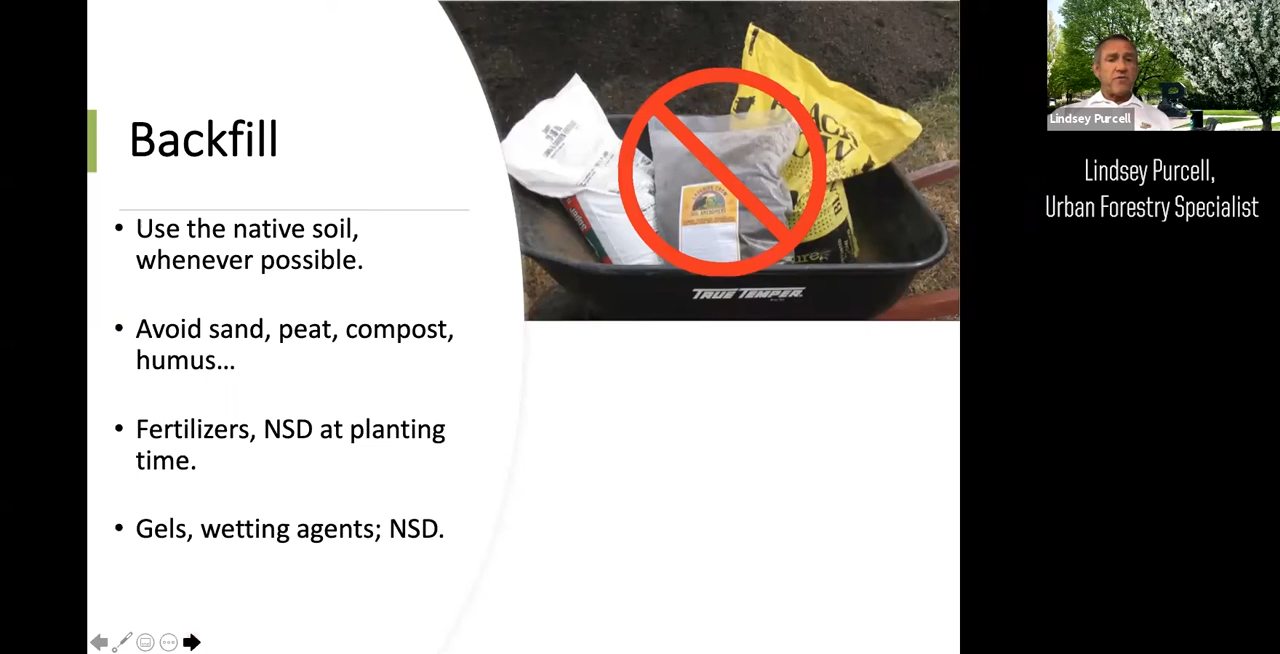 Backfill
• Use the native soil,
whenever possible.
• Avoid sand, peat, compost,
humus...
• Fertilizers, NSD at planting
time.
• Gels, wetting agents; NSD.
TRUE TEMPER
Lindsey Purcell
Lindsey Purcell,
Urban Forestry Specialist